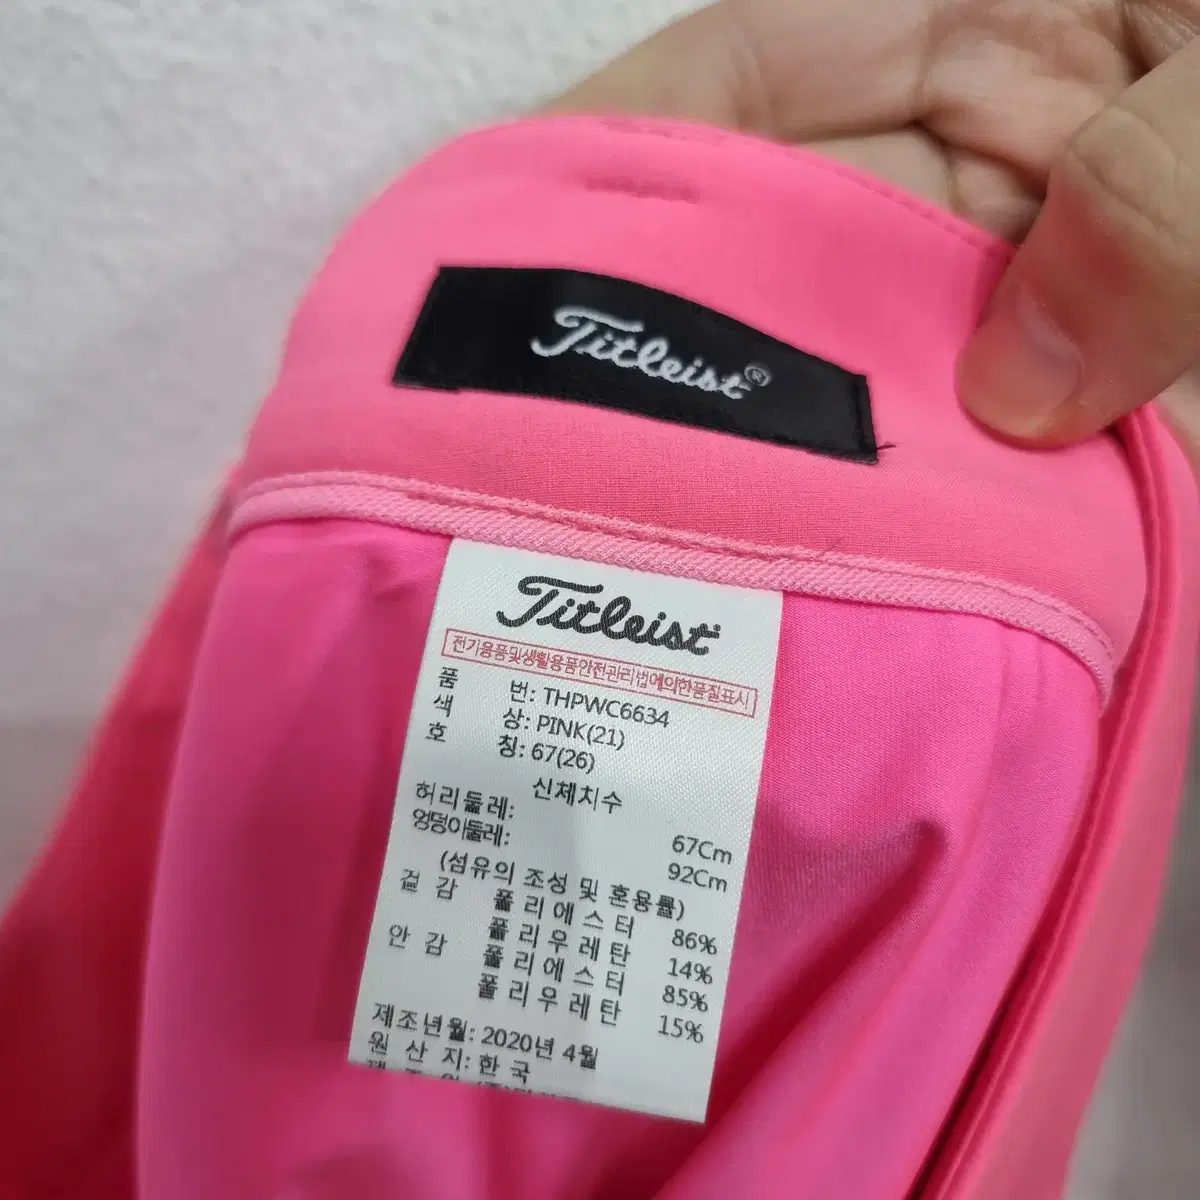 Titleist®
Titleist
전기용품및생활용품안전관리법에의한품질표시
품 번: THPWC6634
색 상: PINK(21)
호 칭: 67(26)
신체치수
허리둘레: 67Cm
엉덩이둘레: 92Cm
(섬유의 조성 및 혼용률)
겉 감 폴리에스터 86%
폴리우레탄 14%
안 감 폴리에스터 85%
폴리우레탄 15%
제조년월: 2020년 4월
원 산 지: 한 국